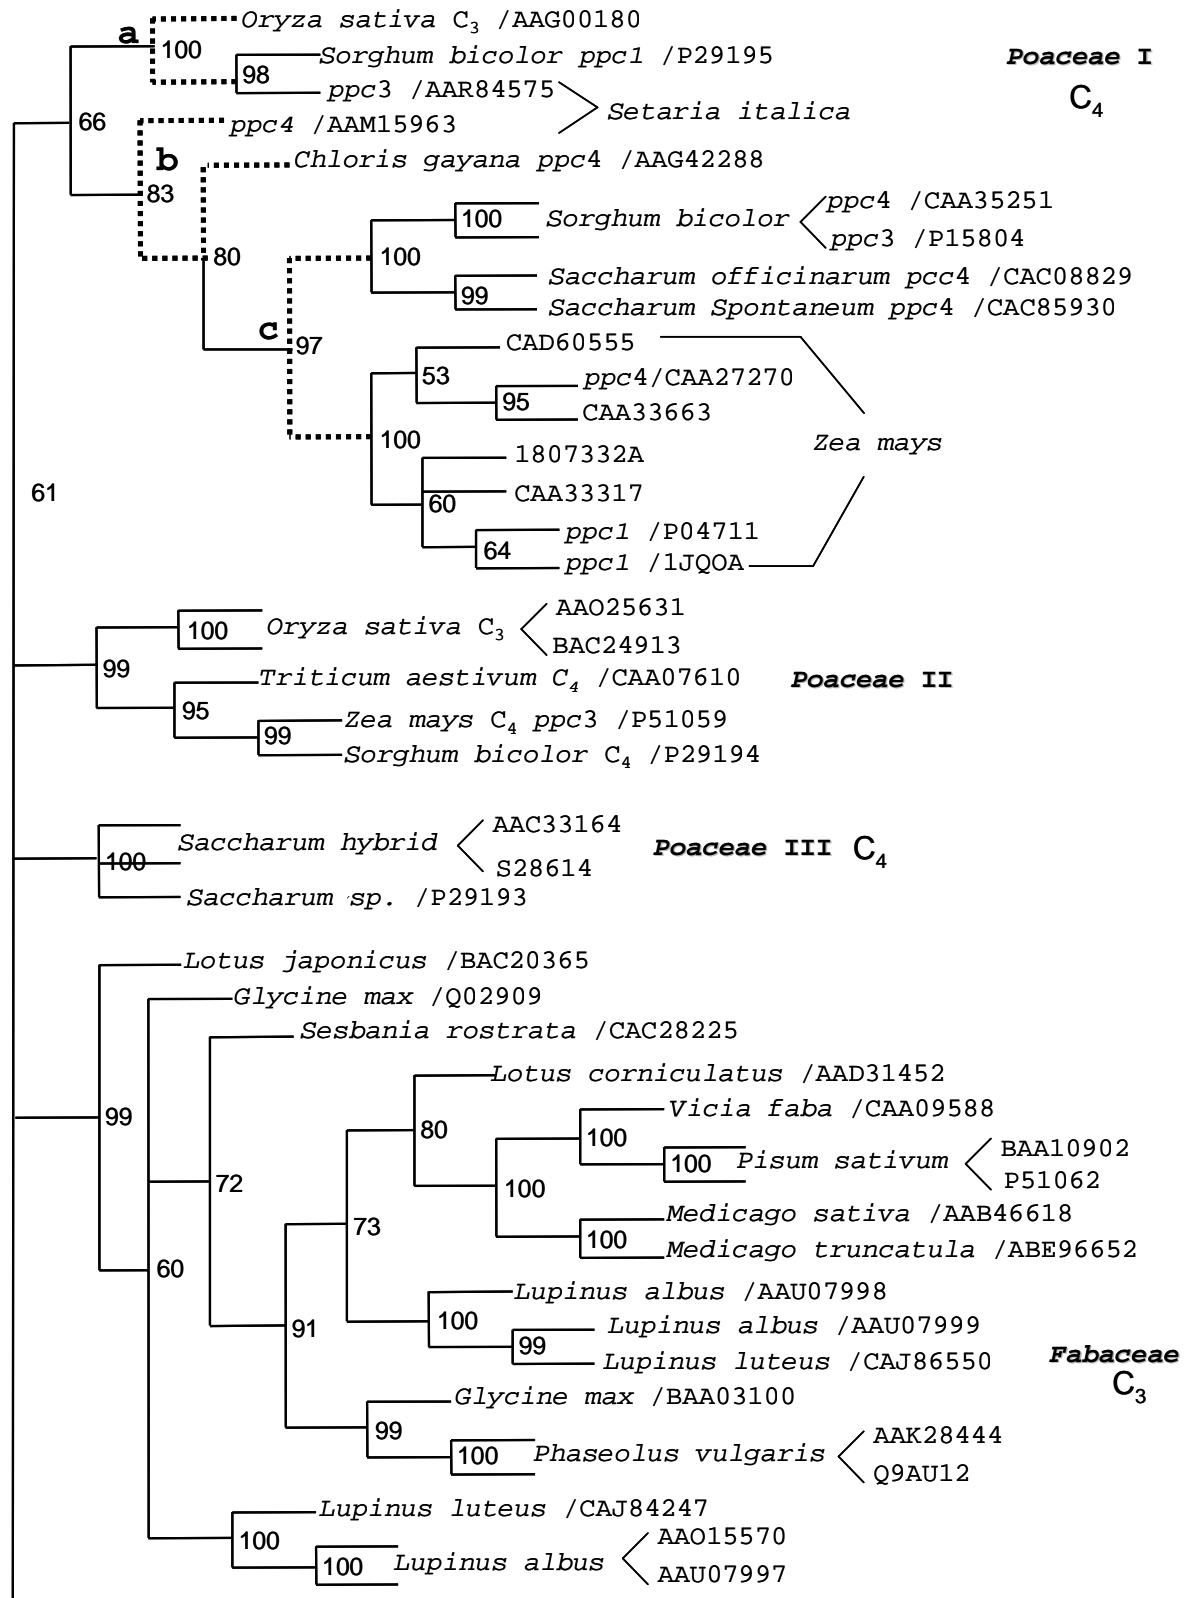 Oryza sativa C3 /AAG00180
a
100
Sorghum bicolor ppc1 /P29195
Poaceae I
98
ppc3 /AAR84575
C4
Setaria italica
66
ppc4 /AAM15963
b
Chloris gayana ppc4 /AAG42288
83
ppc4 /CAA35251
100
Sorghum bicolor
ppc3 /P15804
80
100
Saccharum officinarum pcc4 /CAC08829
99
Saccharum Spontaneum ppc4 /CAC85930
c
97
CAD60555
53
ppc4/CAA27270
95
CAA33663
100
Zea mays
1807332A
61
CAA33317
60
ppc1 /P04711
64
ppc1 /1JQOA
AAO25631
100
Oryza sativa C3
BAC24913
99
Triticum aestivum C4 /CAA07610
Poaceae II
95
Zea mays C4 ppc3 /P51059
99
Sorghum bicolor C4 /P29194
AAC33164
Saccharum hybrid
Poaceae III C4
100
S28614
Saccharum sp. /P29193
Lotus japonicus /BAC20365
Glycine max /Q02909
Sesbania rostrata /CAC28225
Lotus corniculatus /AAD31452
99
Vicia faba /CAA09588
80
100
BAA10902
100
Pisum sativum
P51062
72
100
Medicago sativa /AAB46618
73
100
Medicago truncatula /ABE96652
60
Lupinus albus /AAU07998
100
91
Lupinus albus /AAU07999
99
Lupinus luteus /CAJ86550
Fabaceae
C3
Glycine max /BAA03100
99
AAK28444
100
Phaseolus vulgaris
Q9AU12
Lupinus luteus /CAJ84247
100
AAO15570
100
Lupinus albus
AAU07997